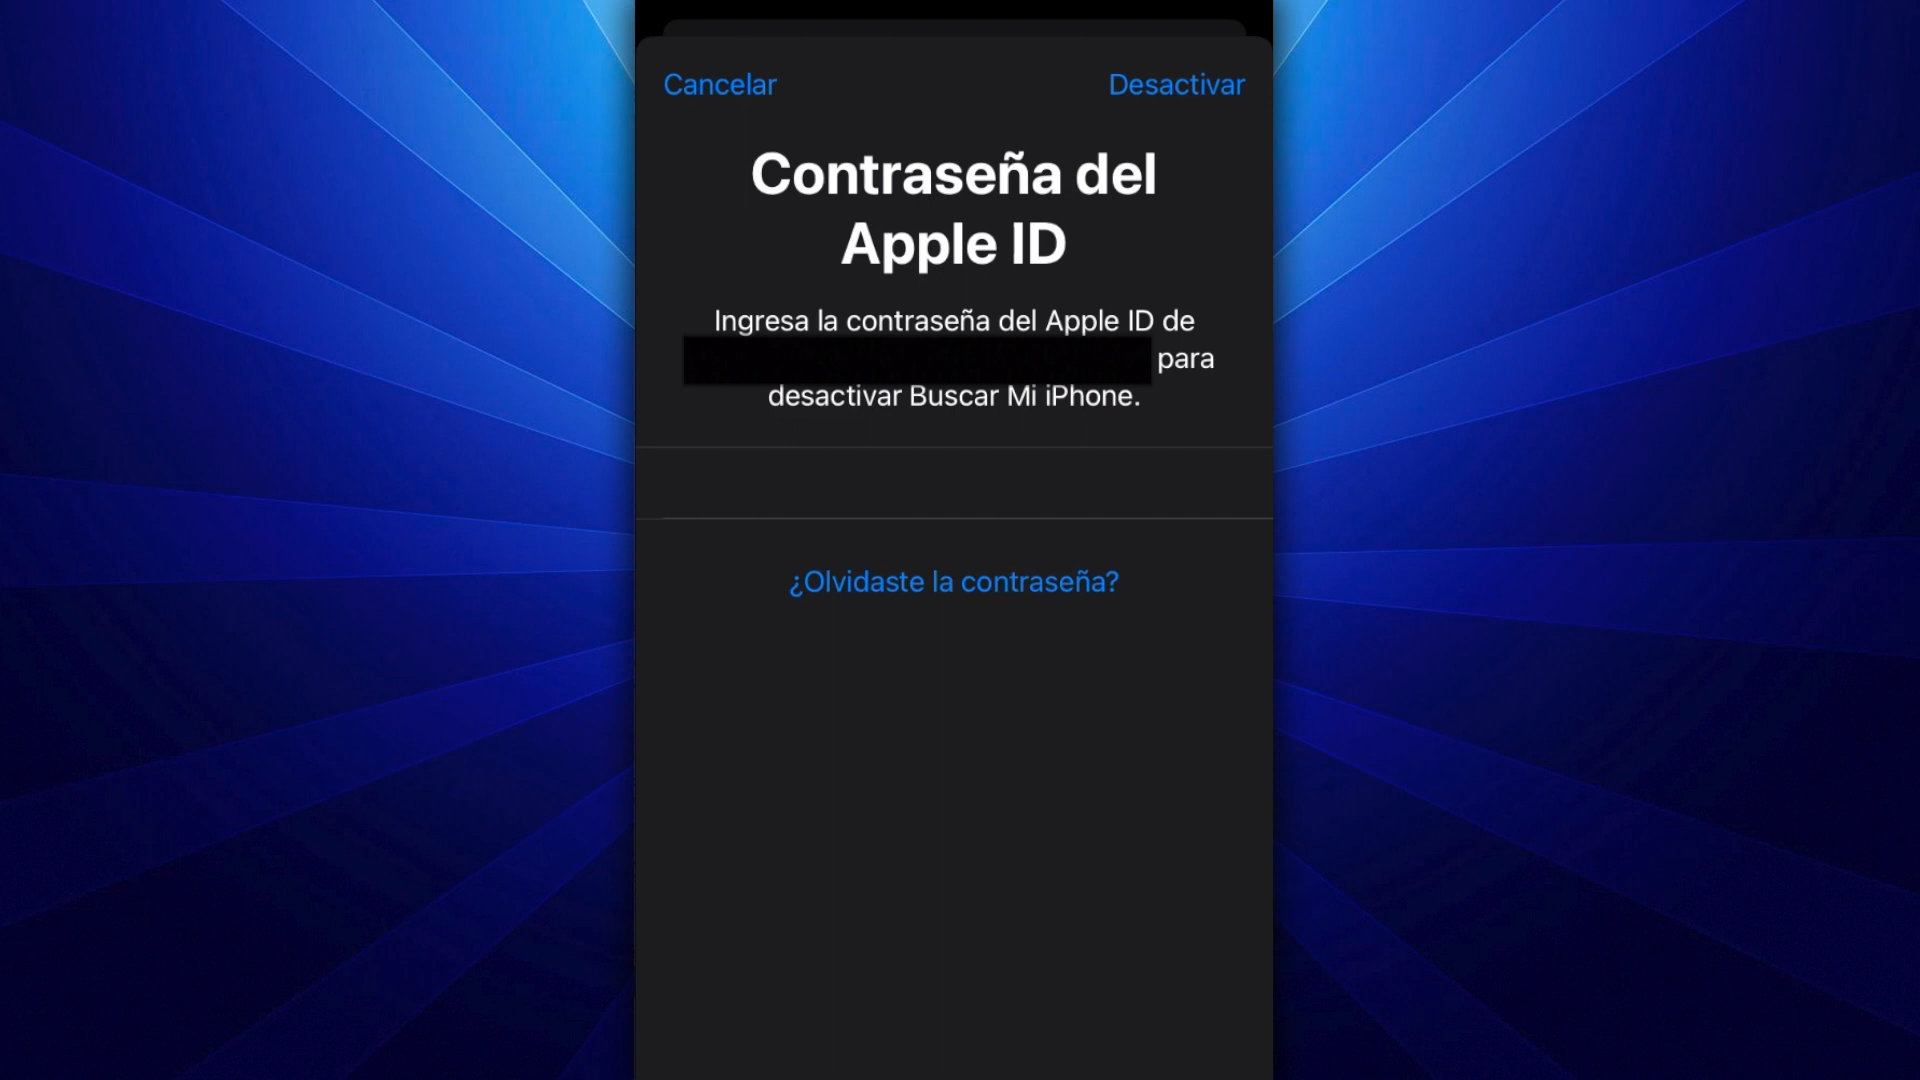 Cancelar
Desactivar
Contraseña del
Apple ID
Ingresa la contraseña del Apple ID de
para
desactivar Buscar Mi iPhone.
¿Olvidaste la contraseña?